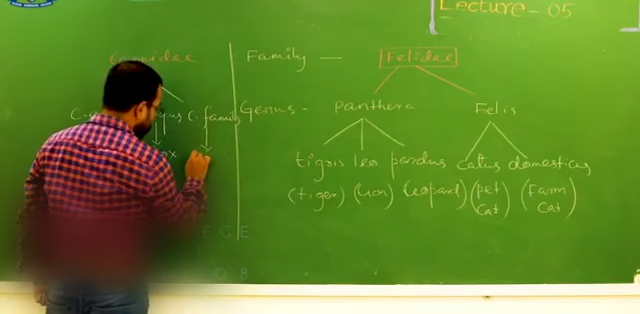 Lecture - 05
Family — Felidae
Genus - Panthera Felis
tigris leo pardus catus domesticus
(tiger) (Lion) (Leopard) (Pet Cat) (Farm Cat)